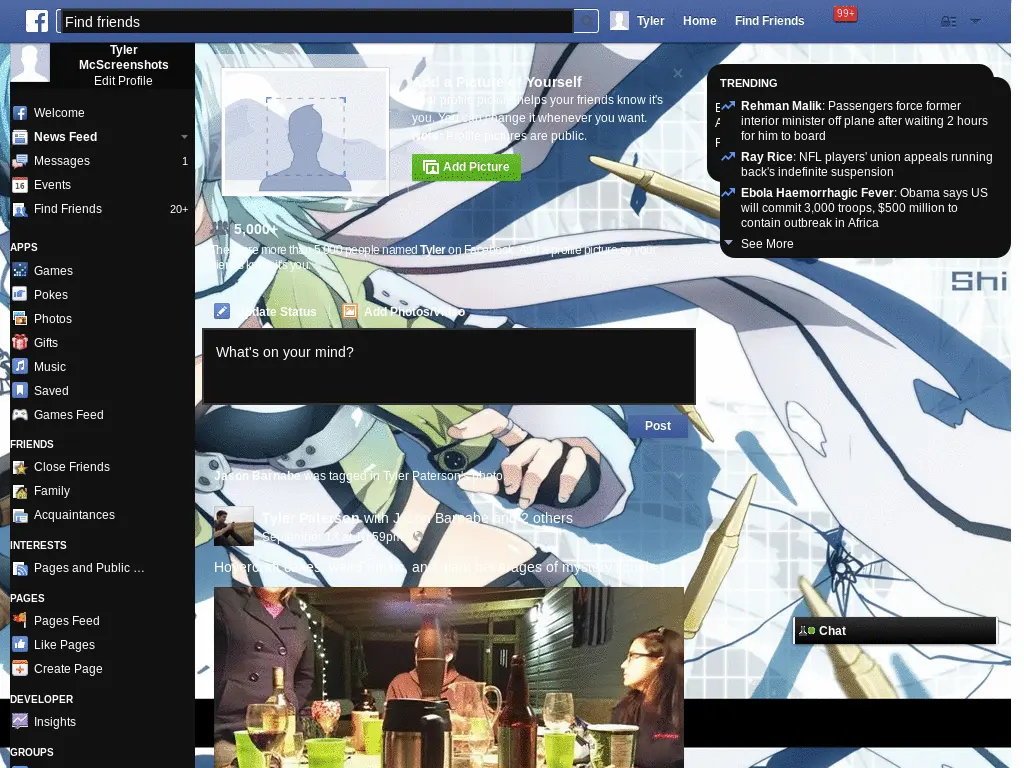 Find friends
Tyler
Home
Find Friends
99+
Tyler
McScreenshots
Edit Profile
Welcome
News Feed
Messages 1
Events
Find Friends 20+
APPS
Games
Pokes
Photos
Gifts
Music
Saved
Games Feed
FRIENDS
Close Friends
Family
Acquaintances
INTERESTS
Pages and Public ...
PAGES
Pages Feed
Like Pages
Create Page
DEVELOPER
Insights
GROUPS
Add a Picture of Yourself
profile picture helps your friends know it's
you. You can change it whenever you want.
Note: Profile pictures are public.
Add Picture
5,000+
There are more than 5,000 people named Tyler on Facebook. Add a profile picture so your
friends know it's you.
Update Status
Add Photos/Video
What's on your mind?
Post
Jason Barnabe was tagged in Tyler Paterson's photo.
Tyler Paterson with Jason Barnabe and 2 others
September
59pm
and
beverages of
TRENDING
Rehman Malik: Passengers force former
interior minister off plane after waiting 2 hours
for him to board
Ray Rice: NFL players' union appeals running
back's indefinite suspension
Ebola Haemorrhagic Fever: Obama says US
will commit 3,000 troops, $500 million to
contain outbreak in Africa
See More
Shi
Chat